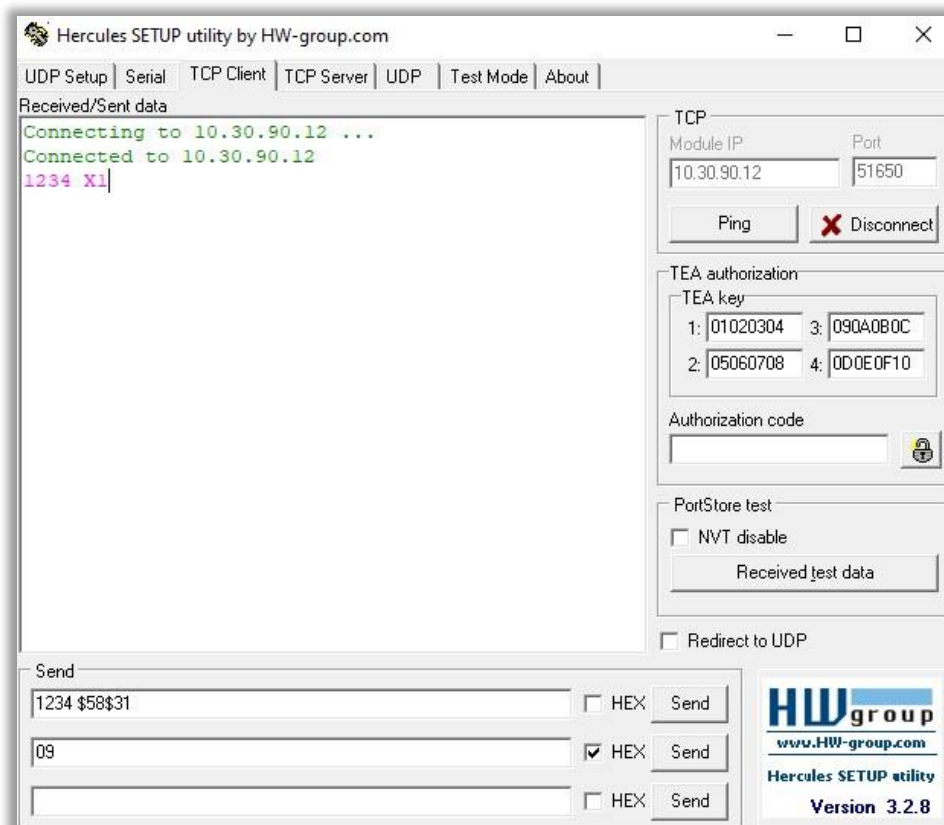 Hercules SETUP utility by HW-group.com
UDP Setup Serial TCP Client TCP Server UDP Test Mode About
Received/Sent data
Connecting to 10.30.90.12 ...
Connected to 10.30.90.12
1234 X1
TCP
Module IP Port
10.30.90.12 51650
Ping Disconnect
TEA authorization
TEA key
1: 01020304 3: 090A0B0C
2: 05060708 4: 0D0E0F10
Authorization code
PortStore test
NVT disable
Received test data
Redirect to UDP
Send
1234 $58$31 HEX Send
09 HEX Send
HEX Send
HWgroup
www.HW-group.com
Hercules SETUP utility
Version 3.2.8